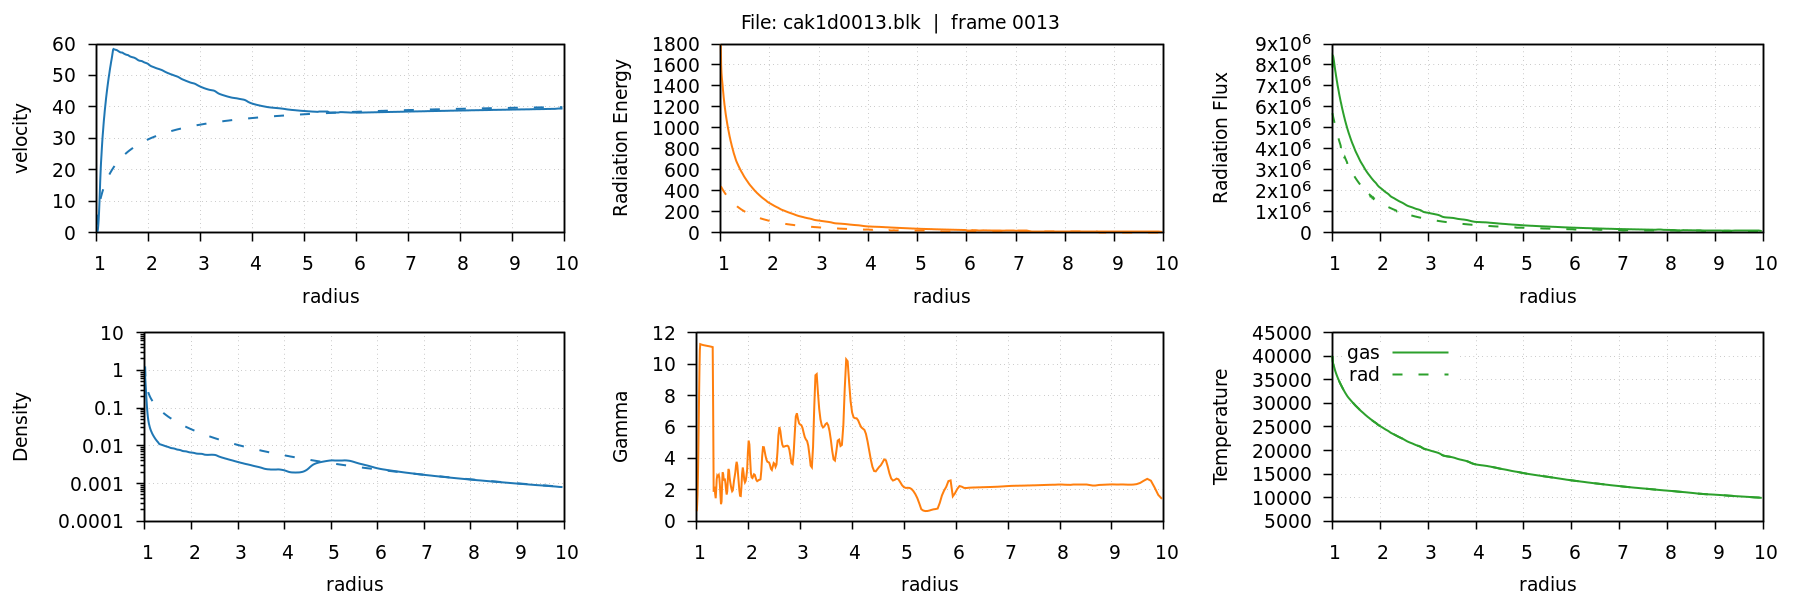 File: cak1d0013.blk | frame 0013
velocity
60
50
40
30
20
10
0
1 2 3 4 5 6 7 8 9 10
radius
Radiation Energy
1800
1600
1400
1200
1000
800
600
400
200
0
1 2 3 4 5 6 7 8 9 10
radius
Radiation Flux
9x10⁶
8x10⁶
7x10⁶
6x10⁶
5x10⁶
4x10⁶
3x10⁶
2x10⁶
1x10⁶
0
1 2 3 4 5 6 7 8 9 10
radius
Density
10
1
0.1
0.01
0.001
0.0001
1 2 3 4 5 6 7 8 9 10
radius
Gamma
12
10
8
6
4
2
0
1 2 3 4 5 6 7 8 9 10
radius
Temperature
45000
40000
35000
30000
25000
20000
15000
10000
5000
gas
rad
1 2 3 4 5 6 7 8 9 10
radius